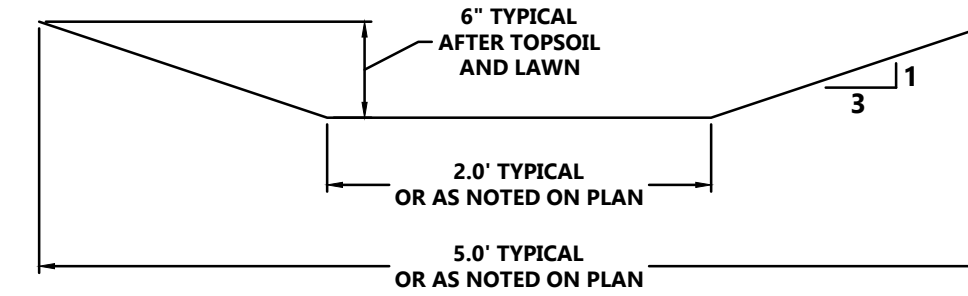 6" TYPICAL
AFTER TOPSOIL
AND LAWN
1
3
2.0' TYPICAL
OR AS NOTED ON PLAN
5.0' TYPICAL
OR AS NOTED ON PLAN